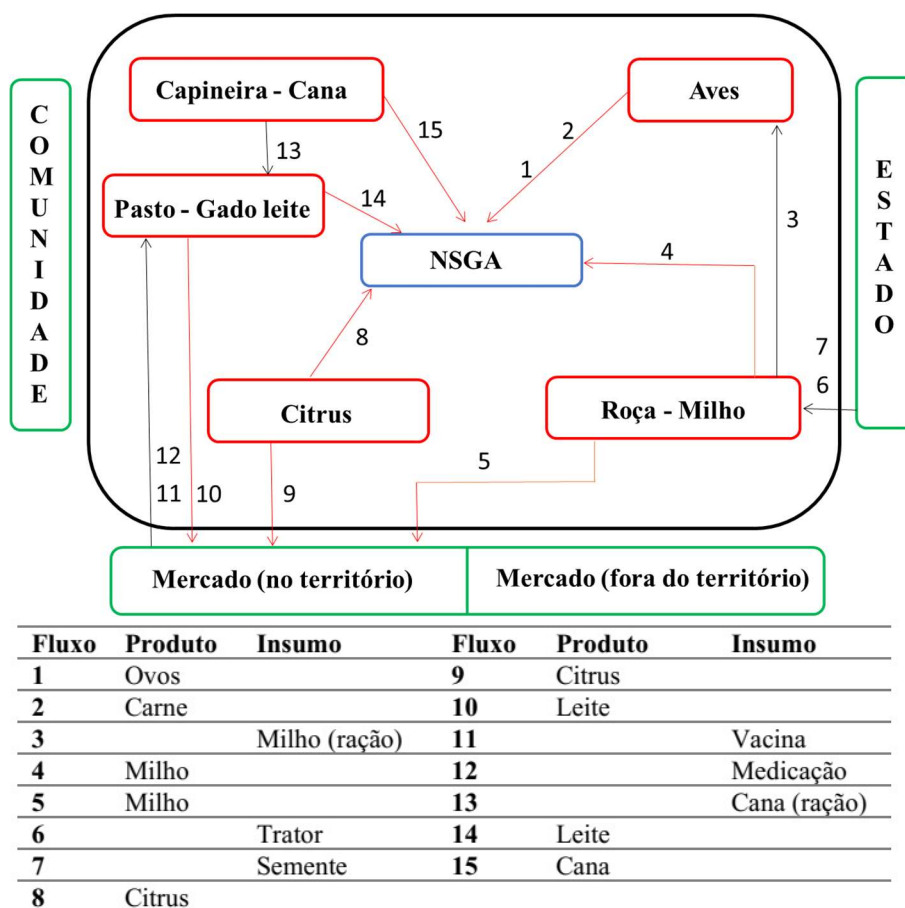 COMUNIDADE
Capineira - Cana
Aves
ESTADO
15
2
13
1
Pasto - Gado leite
14
3
NSGA
4
8
7
6
Citrus
Roça - Milho
12
5
11
10
9
Mercado (no território)
Mercado (fora do território)
Fluxo Produto Insumo Fluxo Produto Insumo
1 Ovos 9 Citrus
2 Carne 10 Leite
3 Milho (ração) 11 Vacina
4 Milho 12 Medicação
5 Milho 13 Cana (ração)
6 Trator 14 Leite
7 Semente 15 Cana
8 Citrus